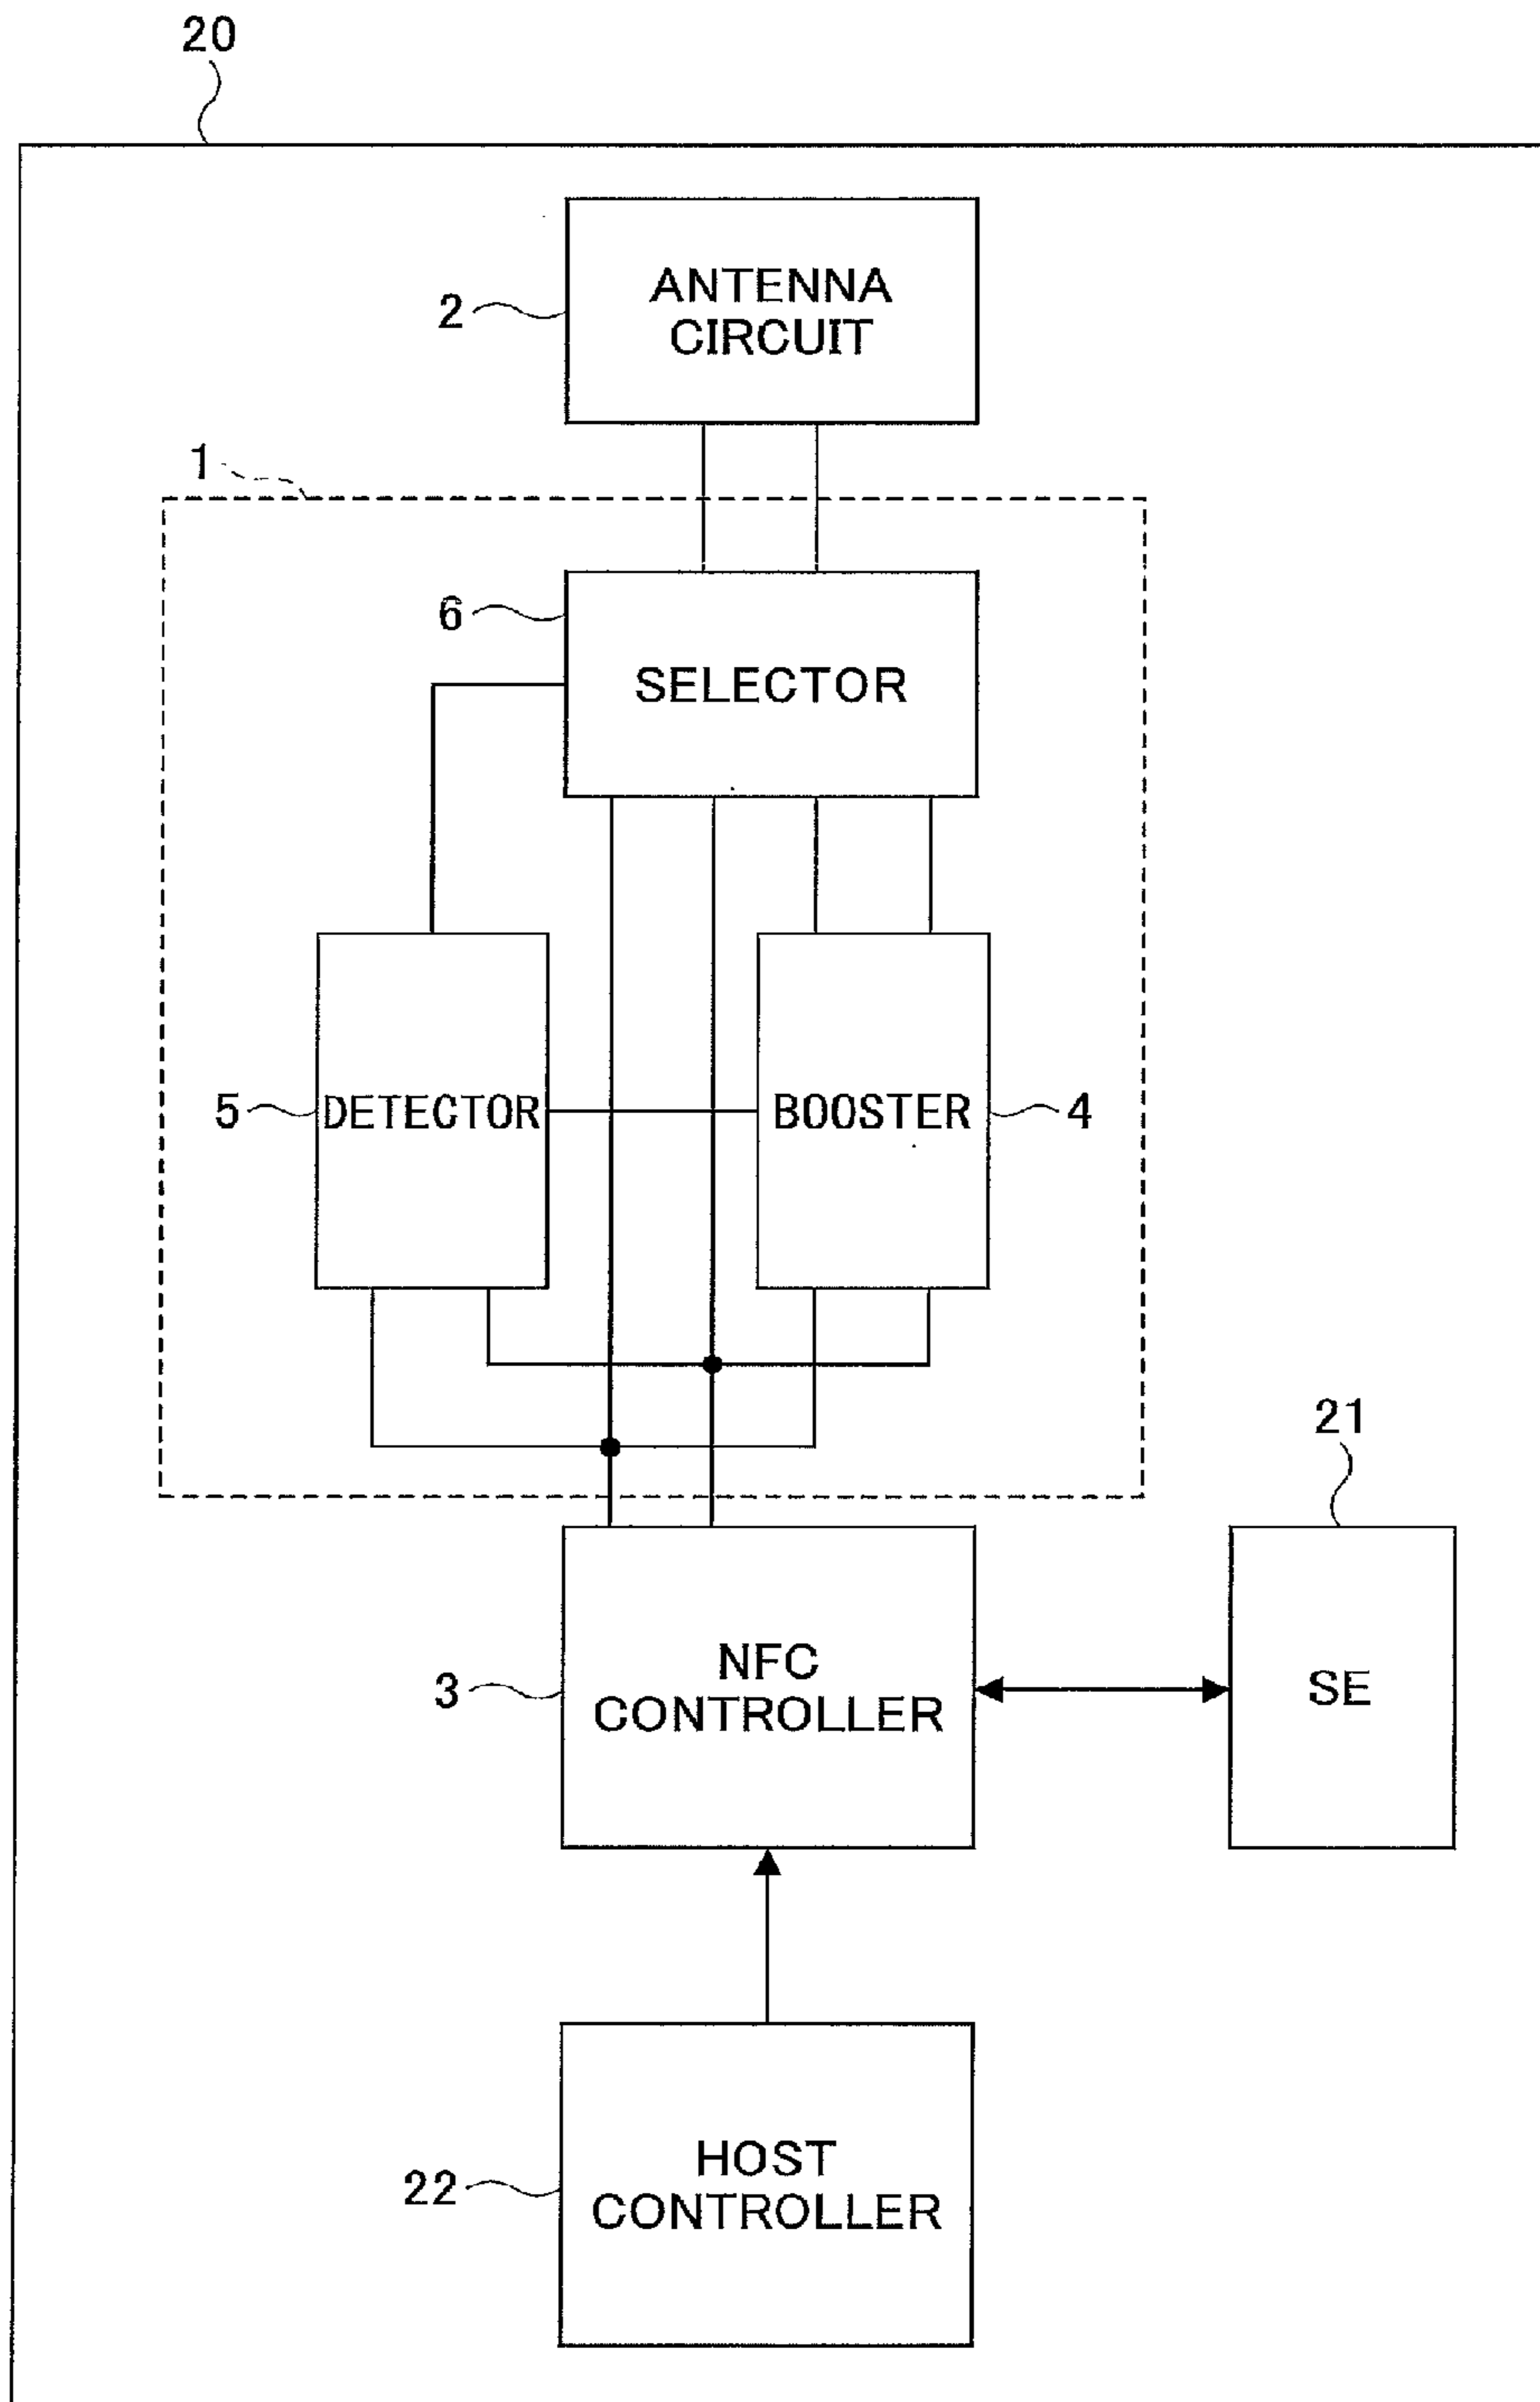 20
ANTENNA
CIRCUIT
2
1
6
SELECTOR
5
DETECTOR
BOOSTER
4
21
NFC
CONTROLLER
3
SE
HOST
CONTROLLER
22